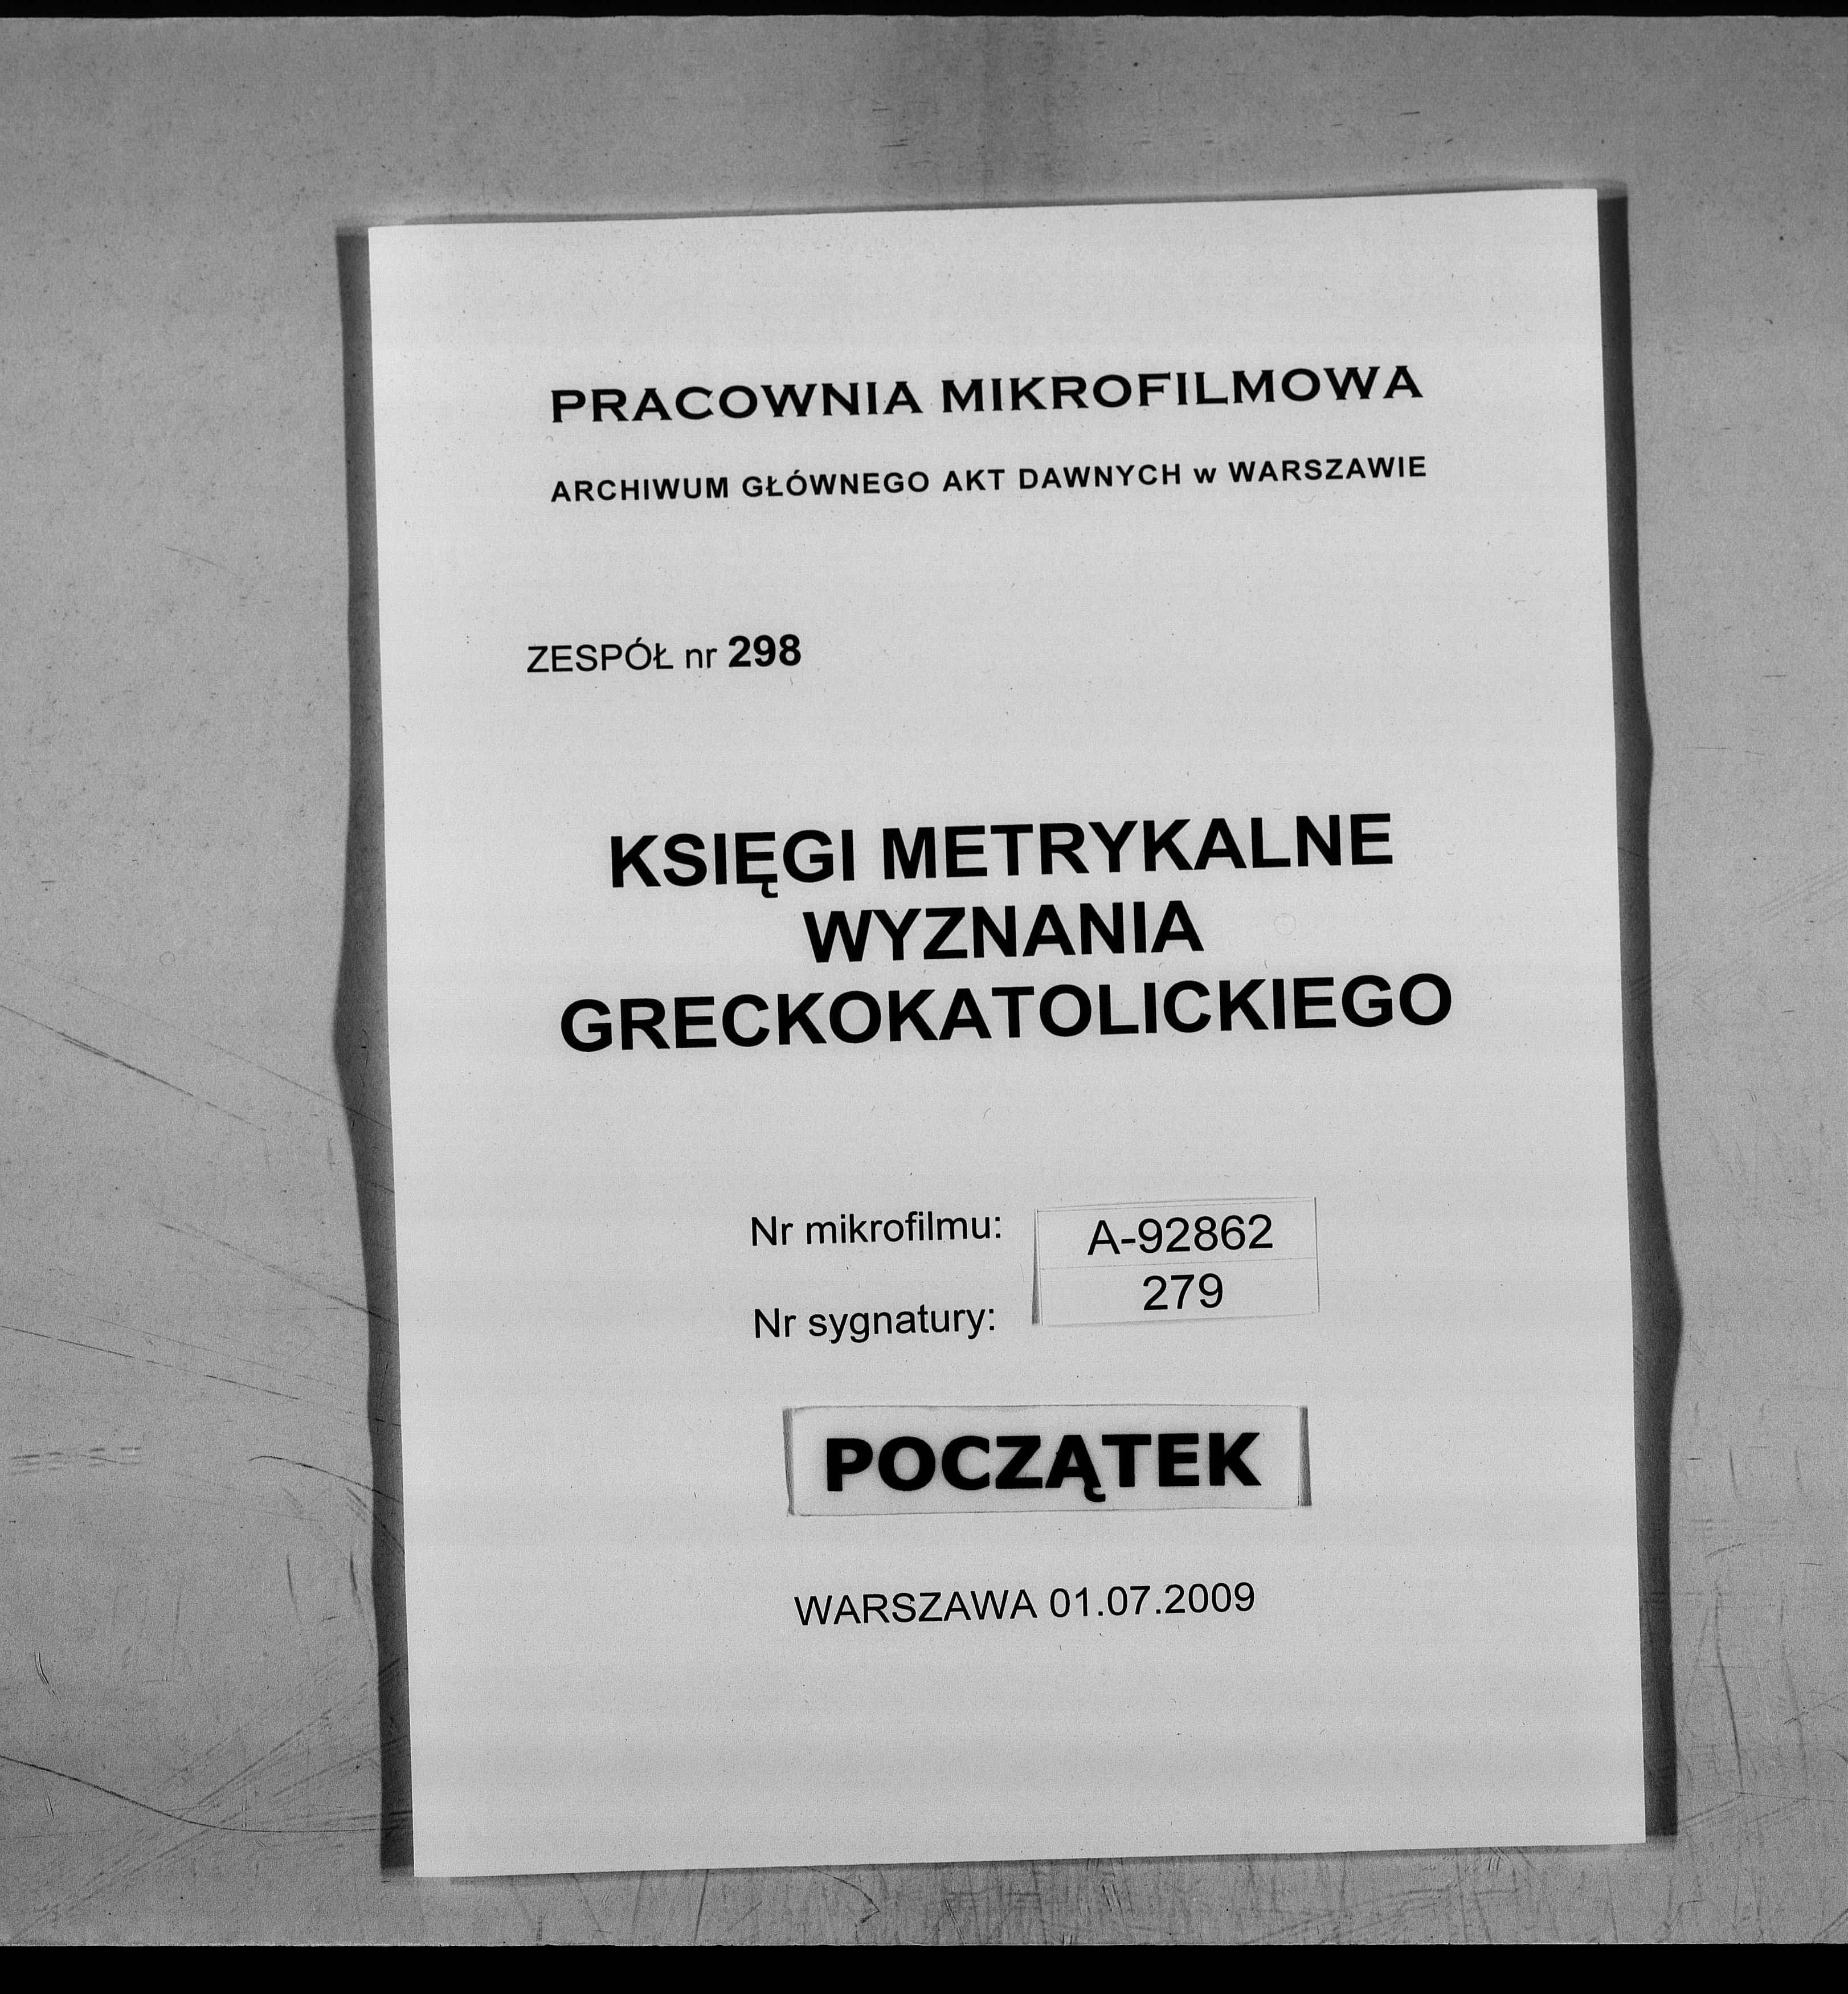 PRACOWNIA MIKROFILMOWA
ARCHIWUM GŁÓWNEGO AKT DAWNYCH w WARSZAWIE
ZESPÓŁ nr 298
KSIĘGI METRYKALNE
WYZNANIA
GRECKOKATOLICKIEGO
Nr mikrofilmu: A-92862
Nr sygnatury: 279
POCZĄTEK
WARSZAWA 01.07.2009